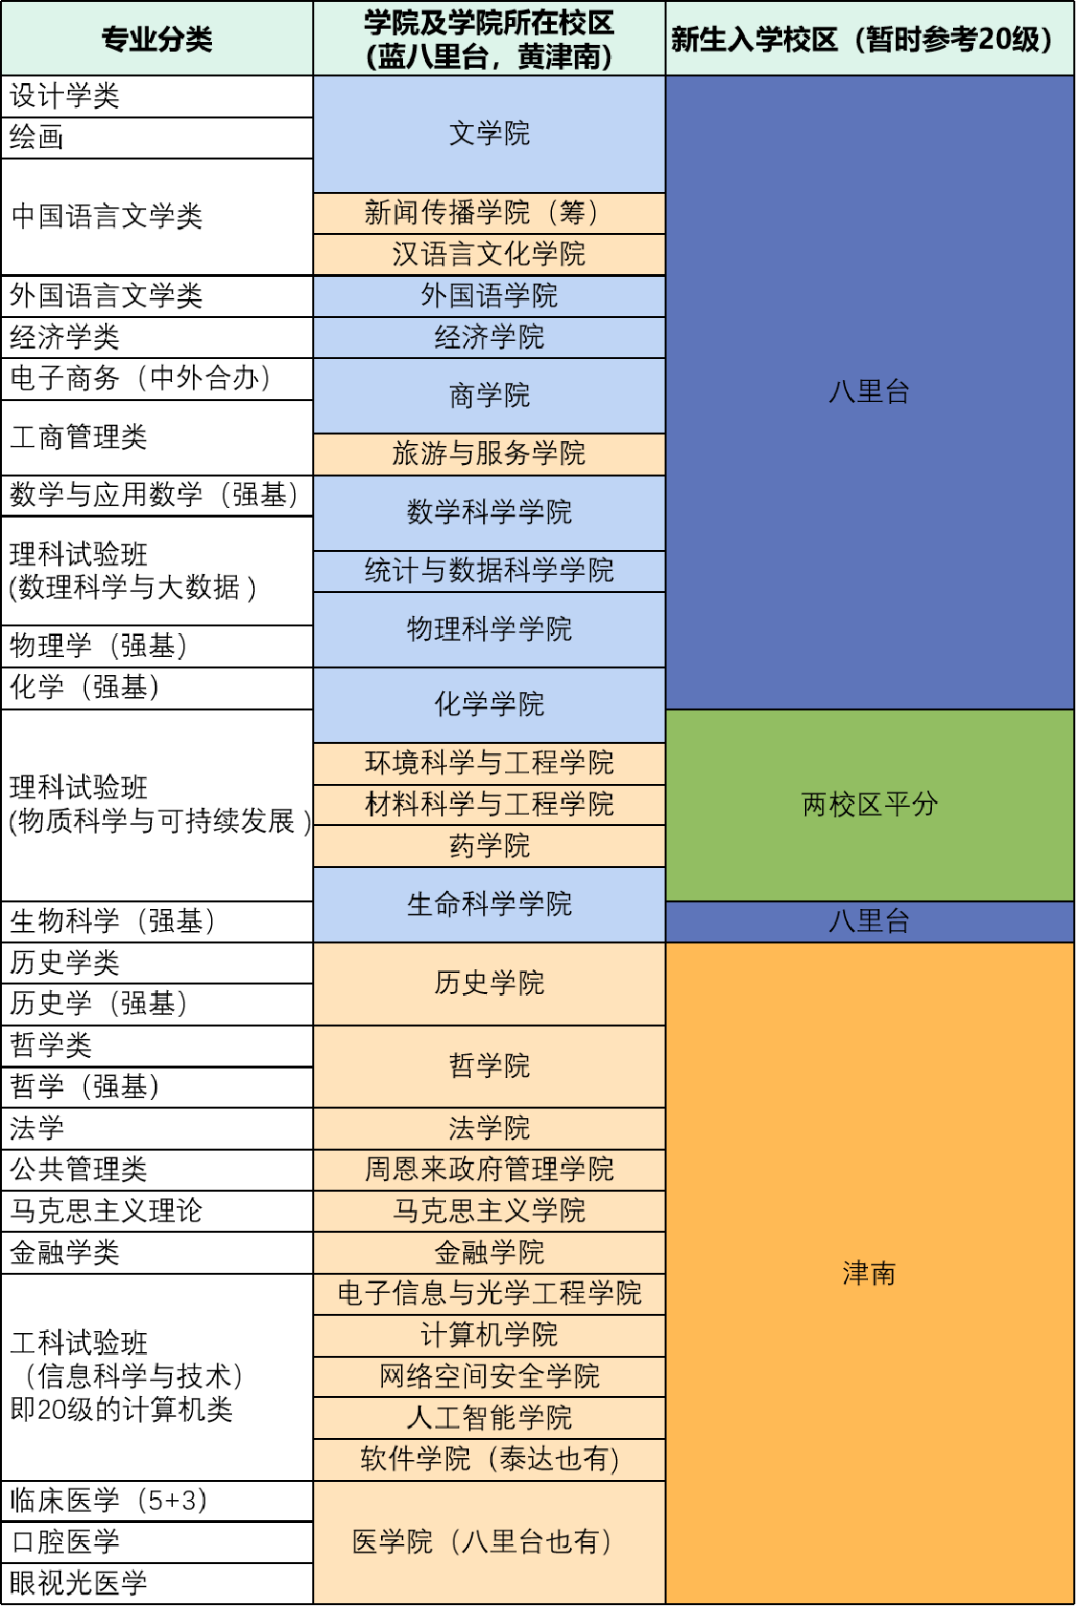 专业分类
学院及学院所在校区
(蓝八里台，黄津南)
新生入学校区（暂时参考20级）
设计学类
文学院
八里台
绘画
中国语言文学类
新闻传播学院（筹）
汉语言文化学院
外国语言文学类
外国语学院
经济学类
经济学院
电子商务（中外合办）
商学院
工商管理类
旅游与服务学院
数学与应用数学（强基）
数学科学学院
理科试验班
(数理科学与大数据 )
统计与数据科学学院
物理科学学院
物理学（强基）
化学（强基）
化学学院
理科试验班
(物质科学与可持续发展 )
两校区平分
环境科学与工程学院
材料科学与工程学院
药学院
生命科学学院
生物科学（强基）
八里台
历史学类
历史学院
津南
历史学（强基）
哲学类
哲学院
哲学（强基）
法学
法学院
公共管理类
周恩来政府管理学院
马克思主义理论
马克思主义学院
金融学类
金融学院
工科试验班
（信息科学与技术）
即20级的计算机类
电子信息与光学工程学院
计算机学院
网络空间安全学院
人工智能学院
软件学院（泰达也有)
临床医学（5+3）
医学院（八里台也有）
口腔医学
眼视光医学